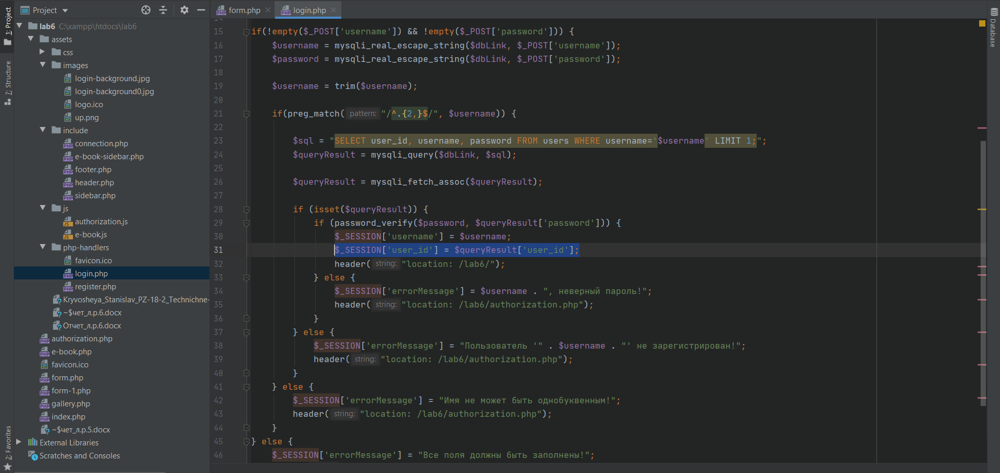 Project
form.php
login.php
1: Project
7: Structure
2: Favorites
Database
lab6 C:\xampp\htdocs\lab6
assets
css
images
login-background.jpg
login-background0.jpg
logo.ico
up.png
include
connection.php
e-book-sidebar.php
footer.php
header.php
sidebar.php
js
authorization.js
e-book.js
php-handlers
favicon.ico
login.php
register.php
Kryvosheya_Stanislav_PZ-18-2_Technichne-
~$чет_л.р.6.docx
Отчет_л.р.6.docx
authorization.php
e-book.php
favicon.ico
form.php
form-1.php
gallery.php
index.php
~$чет_л.р.5.docx
External Libraries
Scratches and Consoles
14
15 if(!empty($_POST['username']) && !empty($_POST['password'])) {
16 $username = mysqli_real_escape_string($dbLink, $_POST['username']);
17 $password = mysqli_real_escape_string($dbLink, $_POST['password']);
18
19 $username = trim($username);
20
21 if(preg_match( pattern: "/^.{2,}$/", $username)) {
22
23 $sql = "SELECT user_id, username, password FROM users WHERE username='$username' LIMIT 1;";
24 $queryResult = mysqli_query($dbLink, $sql);
25
26 $queryResult = mysqli_fetch_assoc($queryResult);
27
28 if (isset($queryResult)) {
29 if (password_verify($password, $queryResult['password'])) {
30 $_SESSION['username'] = $username;
31 $_SESSION['user_id'] = $queryResult['user_id'];
32 header( string: "location: /lab6/");
33 } else {
34 $_SESSION['errorMessage'] = $username . ", неверный пароль!";
35 header( string: "location: /lab6/authorization.php");
36 }
37 } else {
38 $_SESSION['errorMessage'] = "Пользователь '" . $username . "' не зарегистрирован!";
39 header( string: "location: /lab6/authorization.php");
40 }
41 } else {
42 $_SESSION['errorMessage'] = "Имя не может быть однобуквенным!";
43 header( string: "location: /lab6/authorization.php");
44 }
45 } else {
46 $_SESSION['errorMessage'] = "Все поля должны быть заполнены!";